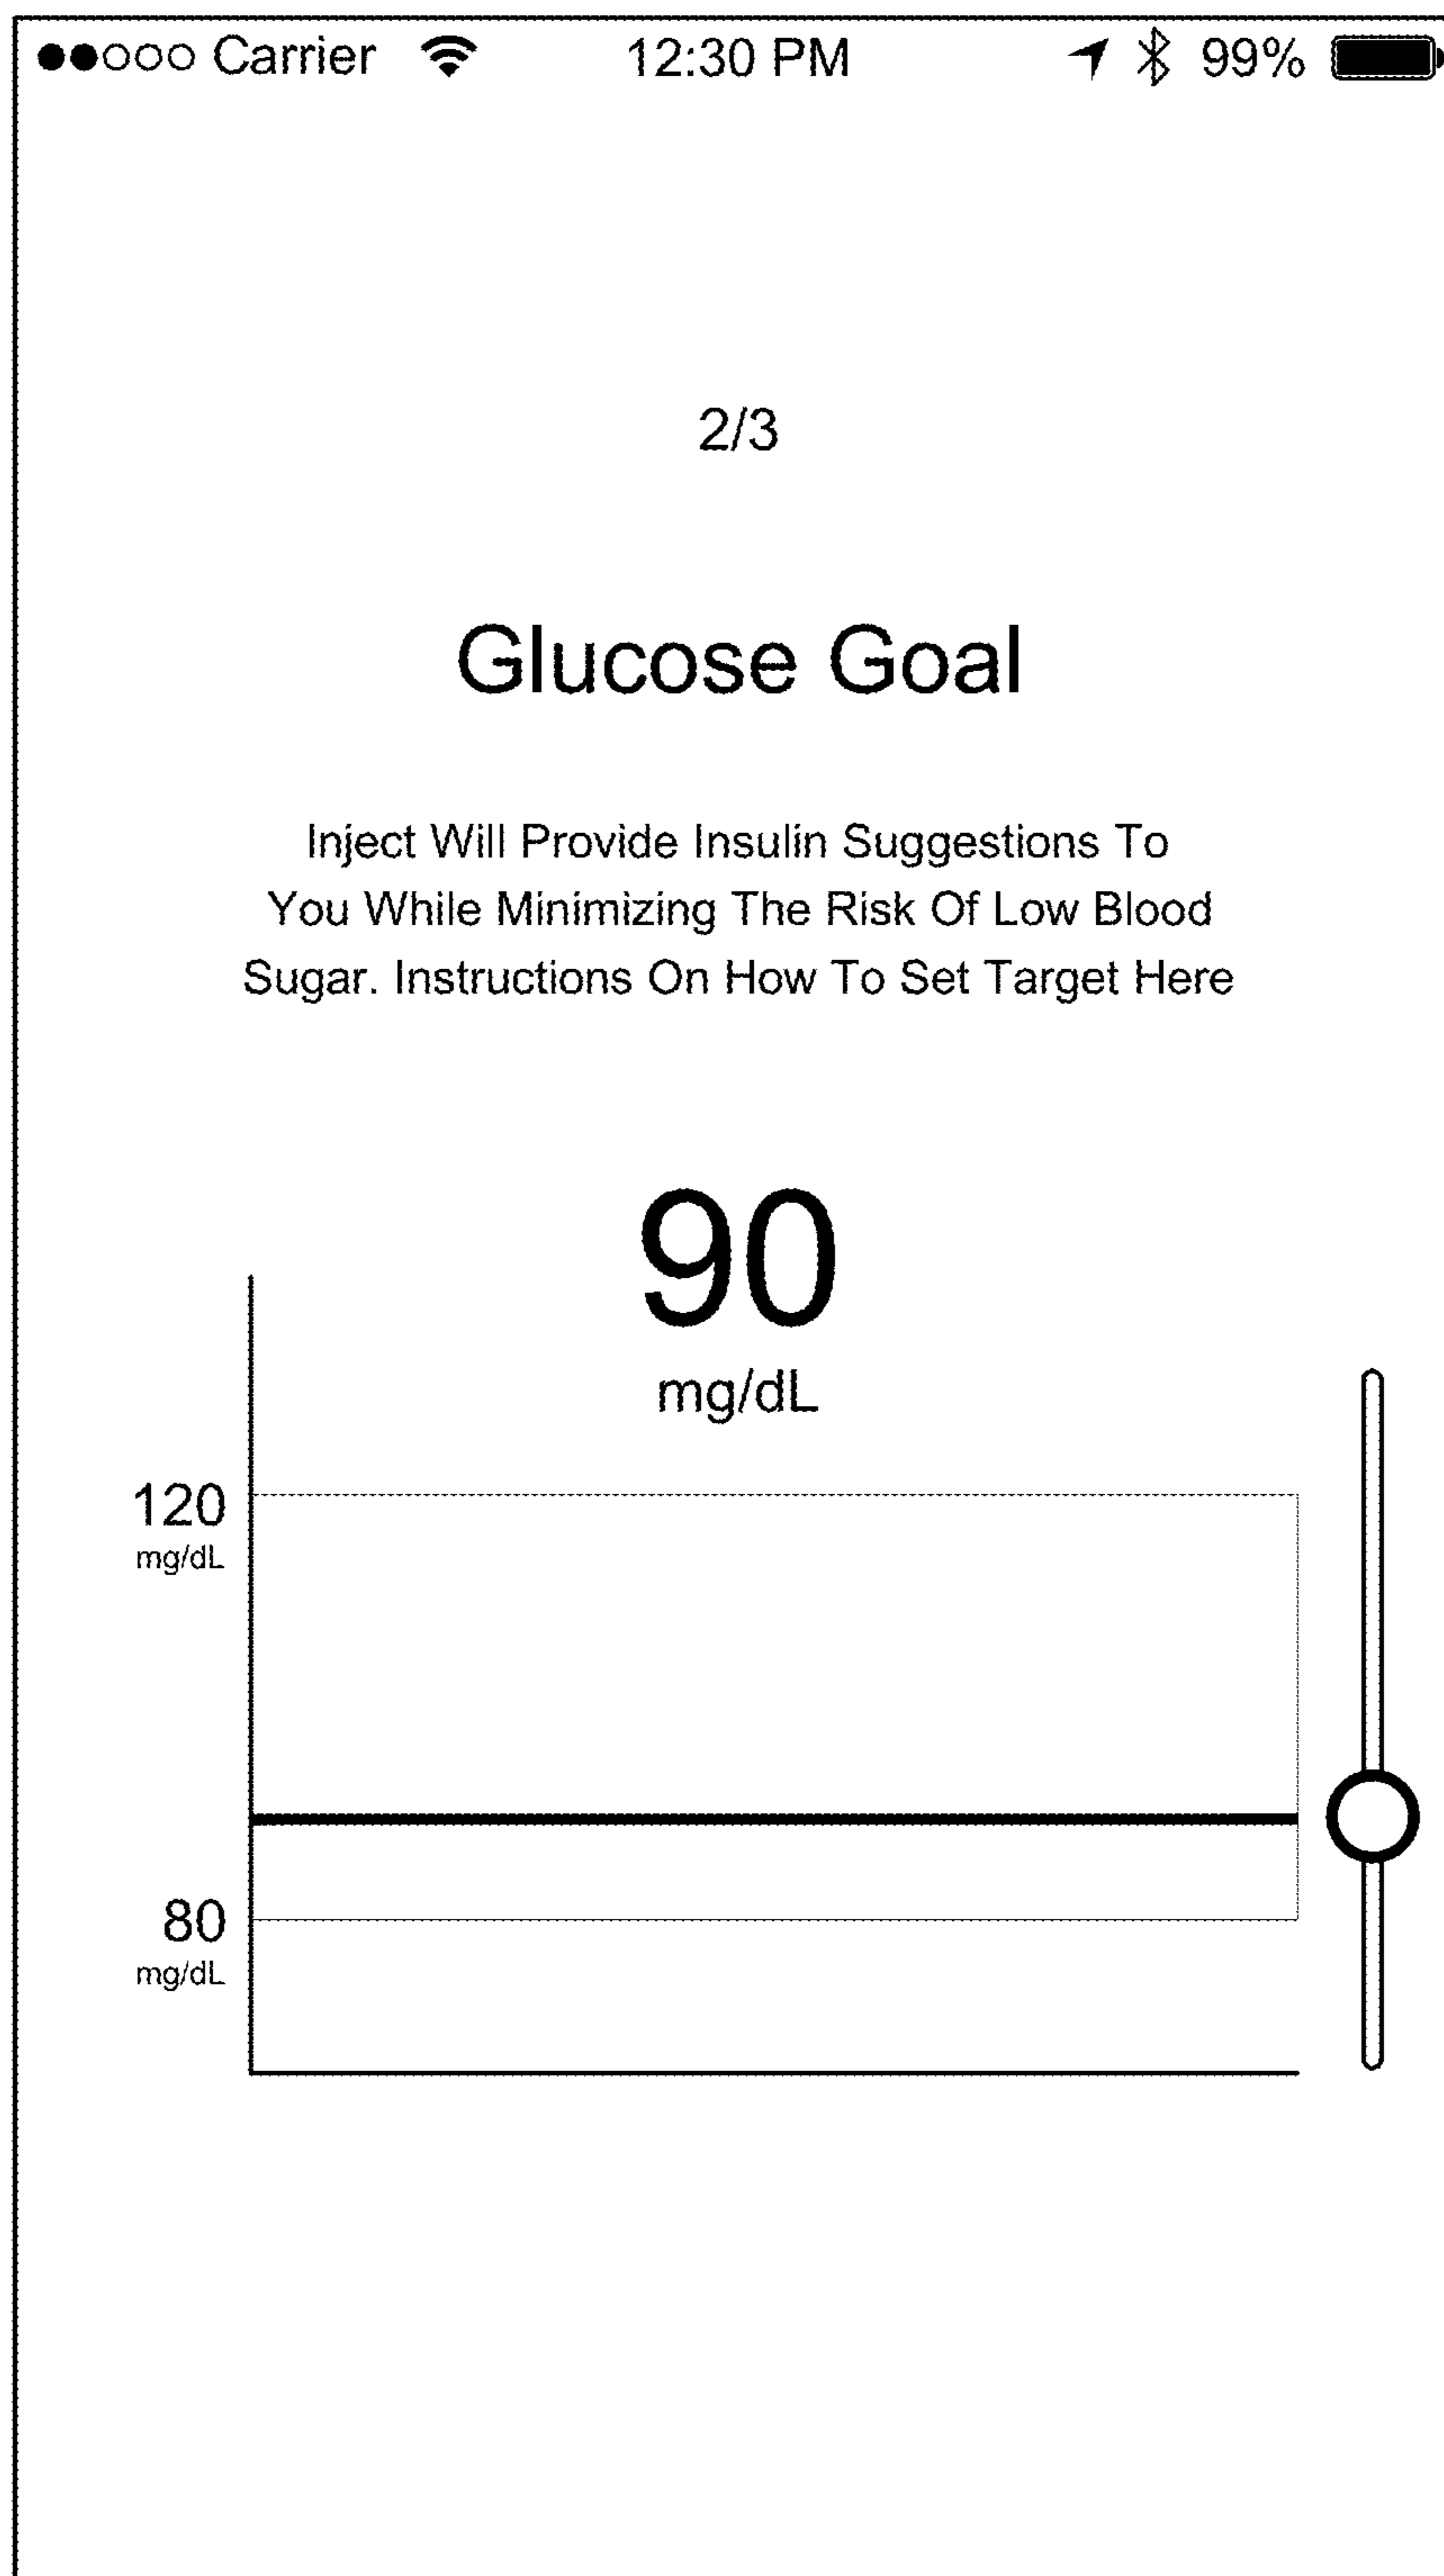 Carrier 12:30 PM 99%
2/3
Glucose Goal
Inject Will Provide Insulin Suggestions To
You While Minimizing The Risk Of Low Blood
Sugar. Instructions On How To Set Target Here
90
mg/dL
120
mg/dL
80
mg/dL